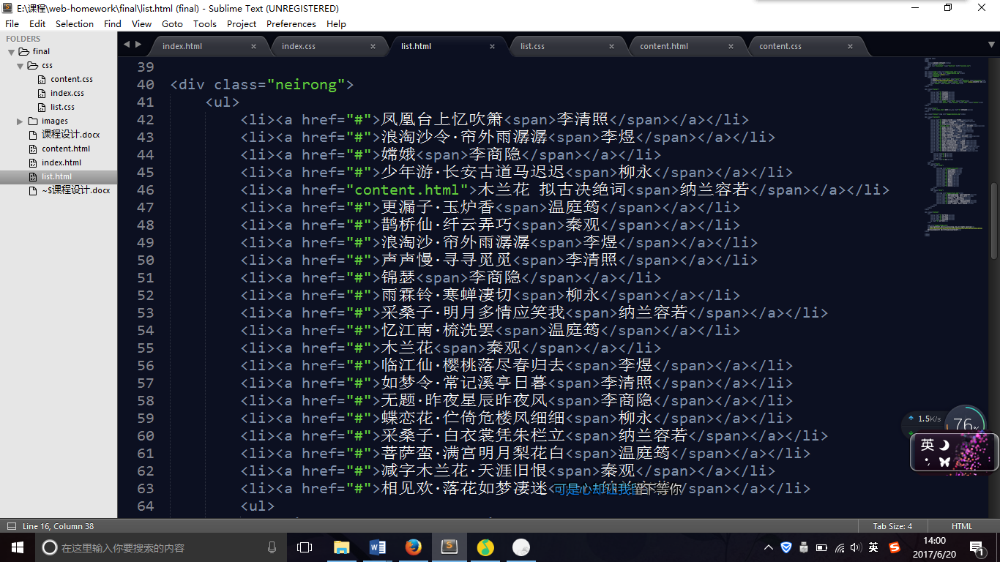 E:\课程\web-homework\final\list.html (final) - Sublime Text (UNREGISTERED)
File Edit Selection Find View Goto Tools Project Preferences Help
FOLDERS
final
css
content.css
index.css
list.css
images
课程设计.docx
content.html
index.html
list.html
~$课程设计.docx
index.html index.css list.html list.css content.html content.css
39
40 <div class="neirong">
41 <ul>
42 <li><a href="#">凤凰台上忆吹箫<span>李清照</span></a></li>
43 <li><a href="#">浪淘沙令·帘外雨潺潺<span>李煜</span></a></li>
44 <li><a href="#">嫦娥<span>李商隐</span></a></li>
45 <li><a href="#">少年游·长安古道马迟迟<span>柳永</span></a></li>
46 <li><a href="content.html">木兰花 拟古决绝词<span>纳兰容若</span></a></li>
47 <li><a href="#">更漏子·玉炉香<span>温庭筠</span></a></li>
48 <li><a href="#">鹊桥仙·纤云弄巧<span>秦观</span></a></li>
49 <li><a href="#">浪淘沙·帘外雨潺潺<span>李煜</span></a></li>
50 <li><a href="#">声声慢·寻寻觅觅<span>李清照</span></a></li>
51 <li><a href="#">锦瑟<span>李商隐</span></a></li>
52 <li><a href="#">雨霖铃·寒蝉凄切<span>柳永</span></a></li>
53 <li><a href="#">采桑子·明月多情应笑我<span>纳兰容若</span></a></li>
54 <li><a href="#">忆江南·梳洗罢<span>温庭筠</span></a></li>
55 <li><a href="#">木兰花<span>秦观</span></a></li>
56 <li><a href="#">临江仙·樱桃落尽春归去<span>李煜</span></a></li>
57 <li><a href="#">如梦令·常记溪亭日暮<span>李清照</span></a></li>
58 <li><a href="#">无题·昨夜星辰昨夜风<span>李商隐</span></a></li>
59 <li><a href="#">蝶恋花·伫倚危楼风细细<span>柳永</span></a></li>
60 <li><a href="#">采桑子·白衣裳凭朱栏立<span>纳兰容若</span></a></li>
61 <li><a href="#">菩萨蛮·满宫明月梨花白<span>温庭筠</span></a></li>
62 <li><a href="#">减字木兰花·天涯旧恨<span>秦观</span></a></li>
63 <li><a href="#">相见欢·落花如梦凄迷< /span></a></li>
可是心却让我留下等你
64 <ul>
1.5K/s
76%
英
Line 16, Column 38 Tab Size: 4 HTML
在这里输入你要搜索的内容
英
14:00
2017/6/20
1